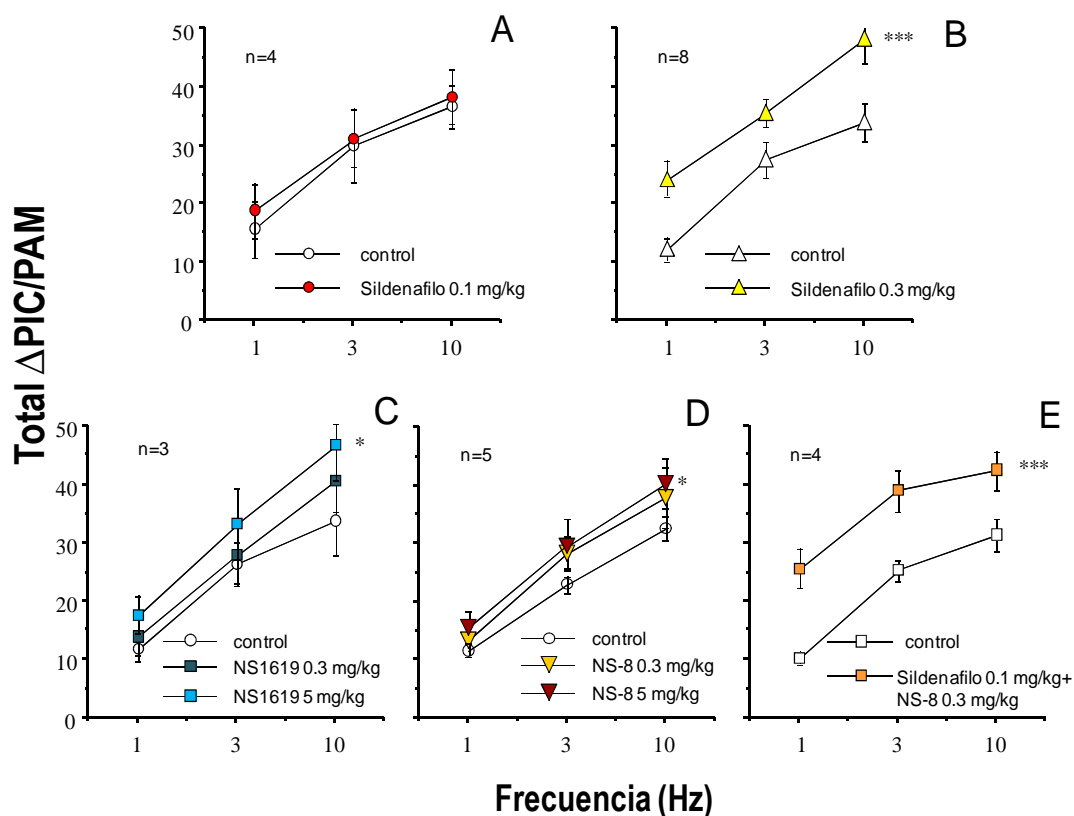 Total ΔPIC/PAM
A
n=4
50
40
30
20
10
0
control
Sildenafilo 0.1 mg/kg
1 3 10
B
n=8
***
control
Sildenafilo 0.3 mg/kg
1 3 10
C
n=3
*
50
40
30
20
10
0
control
NS1619 0.3 mg/kg
NS1619 5 mg/kg
1 3 10
D
n=5
*
control
NS-8 0.3 mg/kg
NS-8 5 mg/kg
1 3 10
E
n=4
***
control
Sildenafilo 0.1 mg/kg+
NS-8 0.3 mg/kg
1 3 10
Frecuencia (Hz)